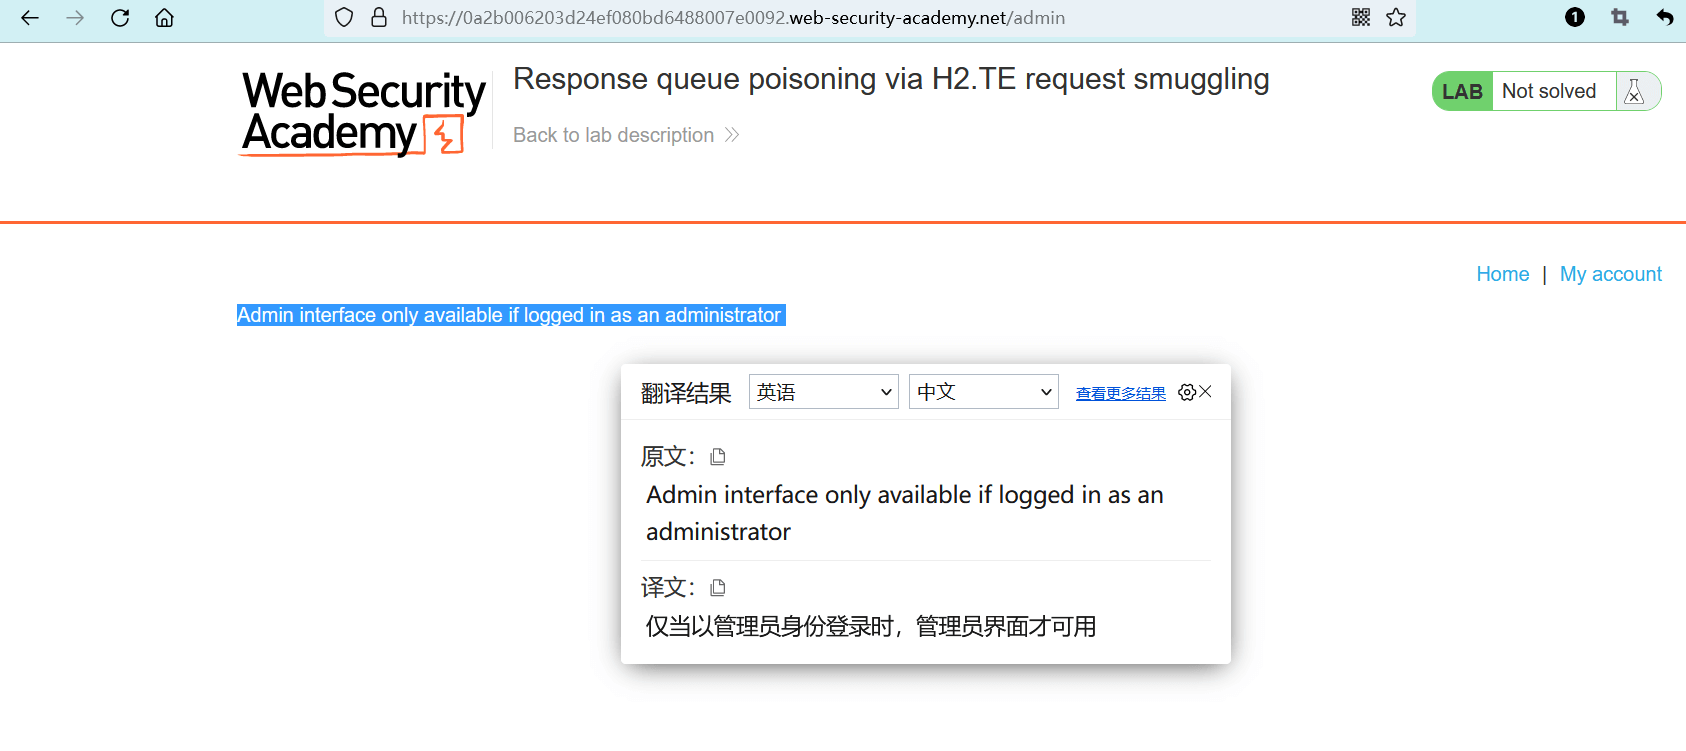 https://0a2b006203d24ef080bd6488007e0092.web-security-academy.net/admin
1
Web Security
Academy
Response queue poisoning via H2.TE request smuggling
Back to lab description
LAB Not solved
Home | My account
Admin interface only available if logged in as an administrator
翻译结果 英语 中文 查看更多结果
原文：
Admin interface only available if logged in as an
administrator
译文：
仅当以管理员身份登录时，管理员界面才可用